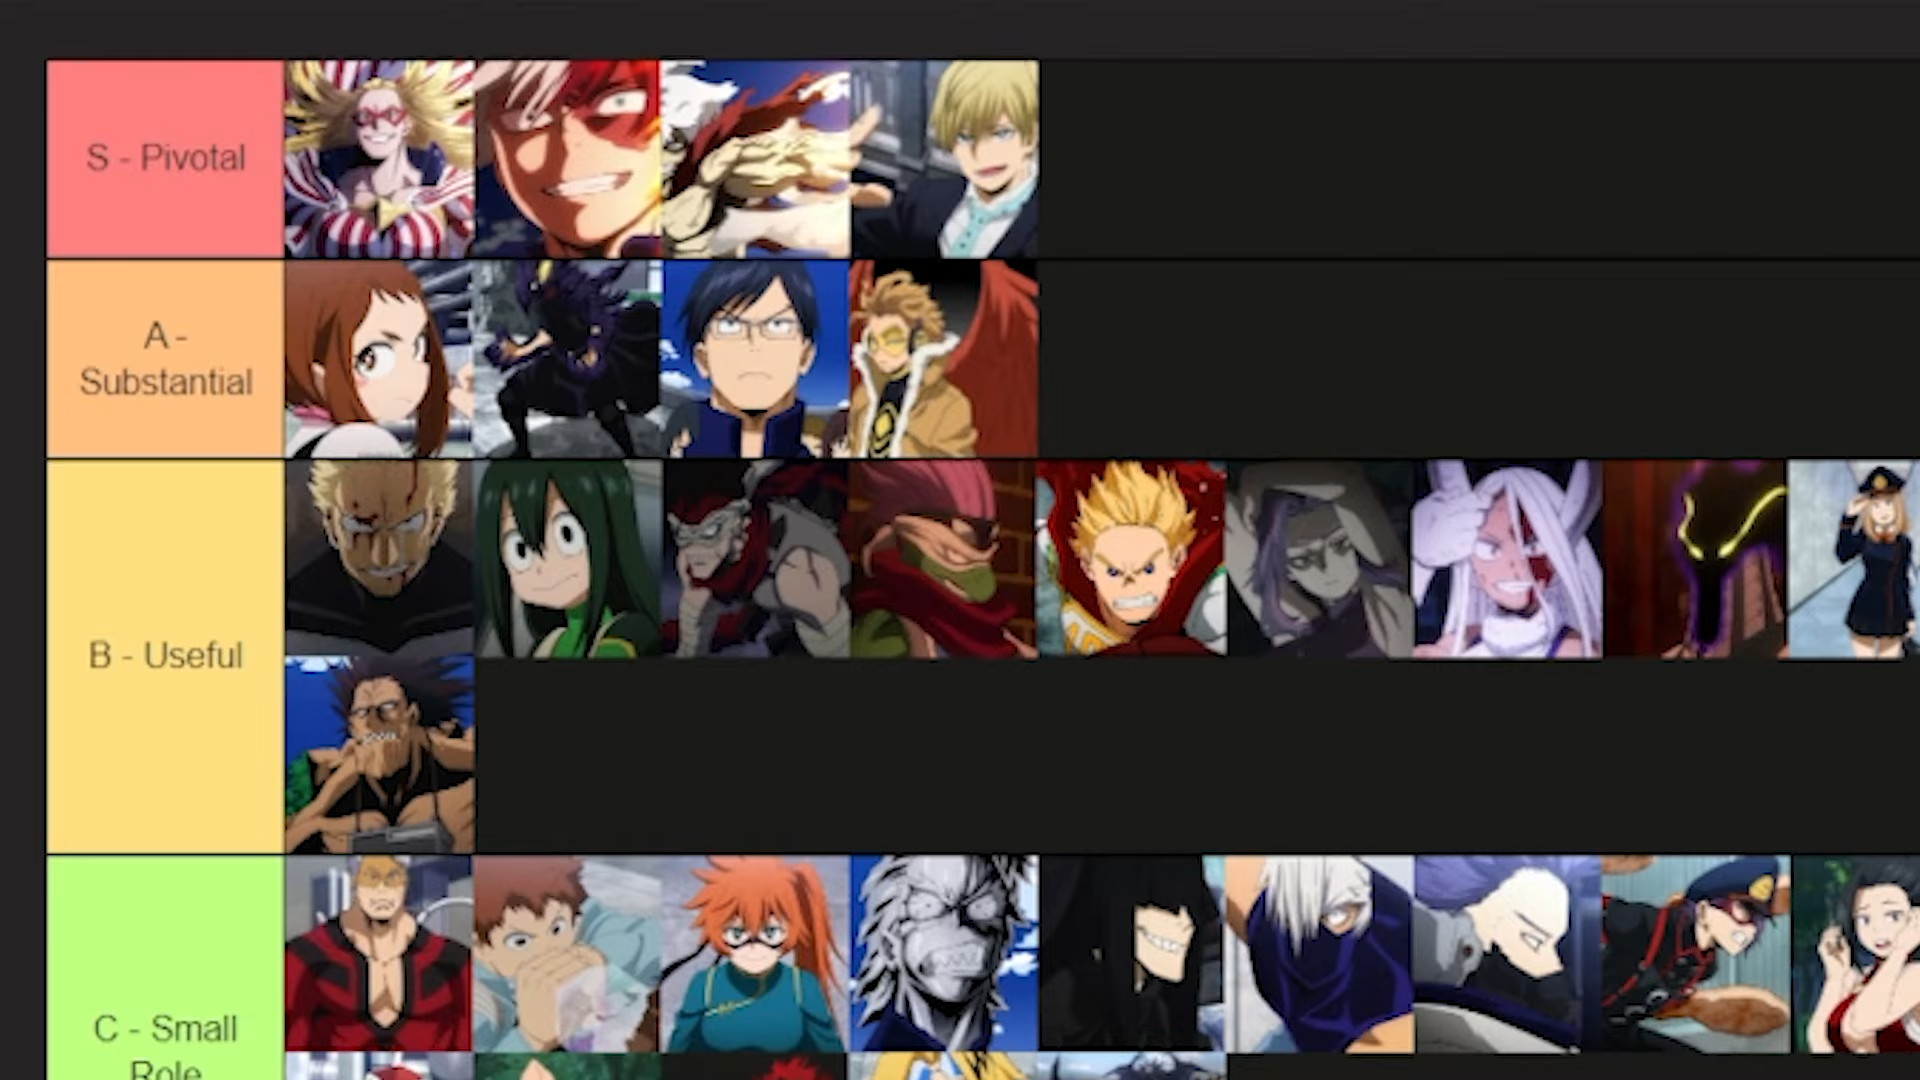 S - Pivotal
A -
Substantial
B - Useful
C - Small
Role